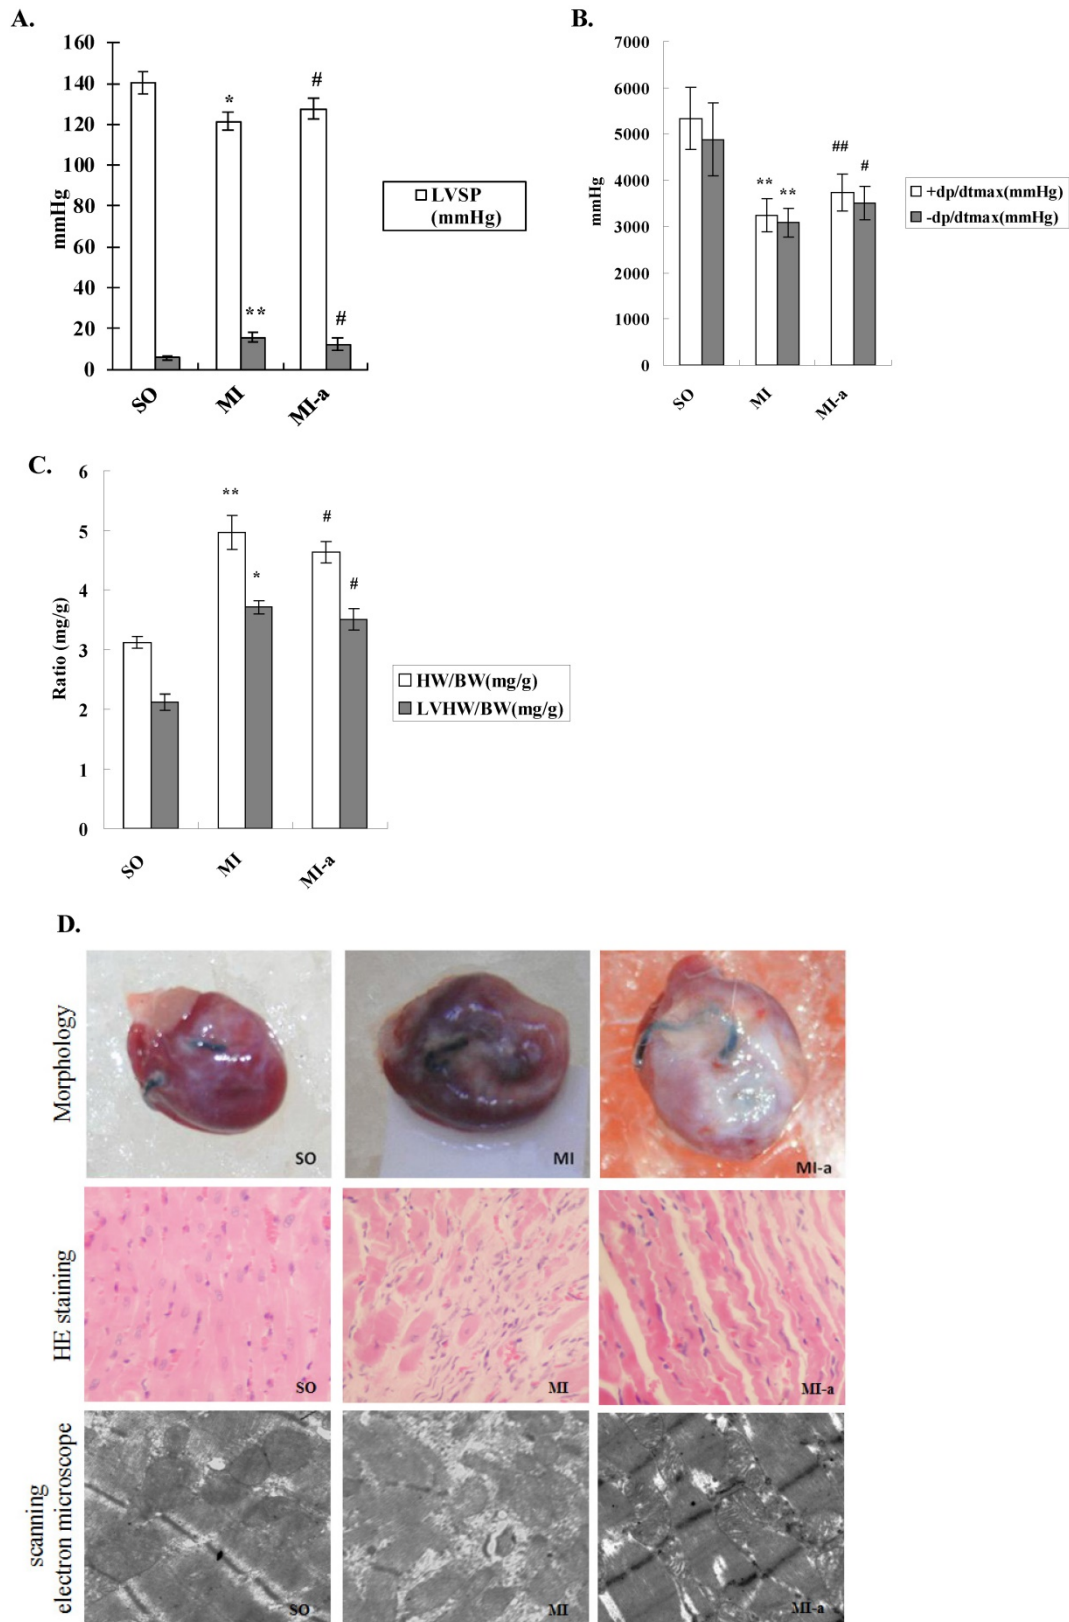 A.
160
140
120
100
80
60
40
20
0
mmHg
*
**
#
#
SO
MI
MI-a
LVSP
(mmHg)
B.
7000
6000
5000
4000
3000
2000
1000
0
mmHg
**
**
##
#
SO
MI
MI-a
+dp/dtmax(mmHg)
-dp/dtmax(mmHg)
C.
6
5
4
3
2
1
0
Ratio (mg/g)
**
*
#
#
SO
MI
MI-a
HW/BW(mg/g)
LVHW/BW(mg/g)
D.
Morphology
SO
MI
MI-a
HE staining
SO
MI
MI-a
scanning
electron microscope
SO
MI
MI-a